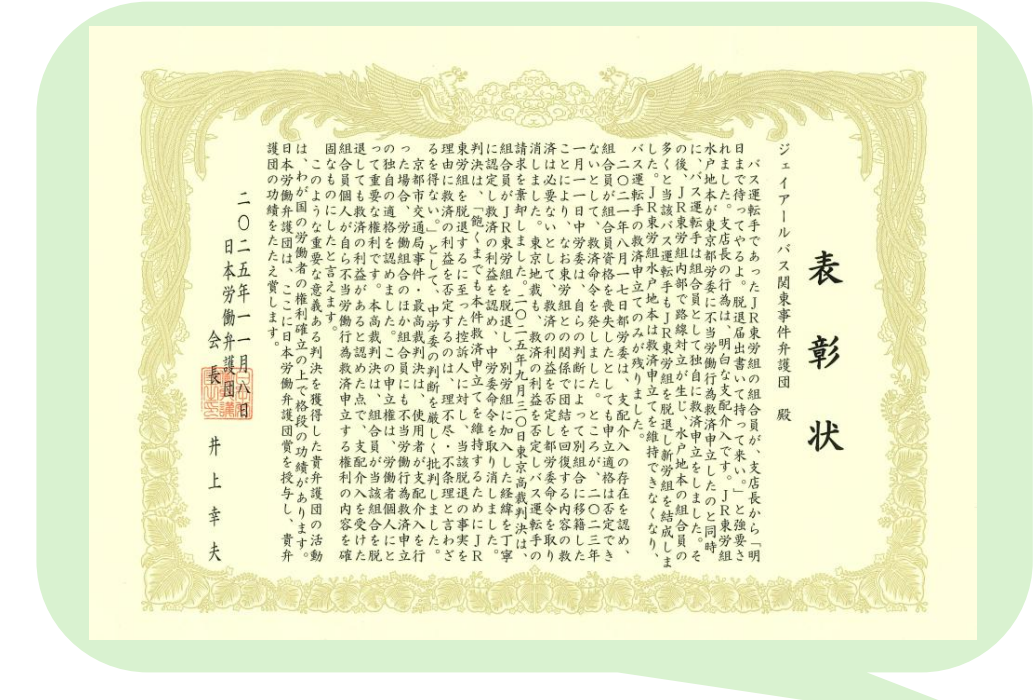 表彰状
ジェイアールバス関東事件弁護団　殿
バス運転手であったＪＲ東労組の組合員が、支店長から「明
日まで待ってやるよ。脱退届出書いて持って来い。」と強要さ
れました。支店長の行為は、明白な支配介入です。ＪＲ東労組
水戸地本が東京都労委に不当労働行為救済申立したのと同時
に、バス運転手は組合員として独自に救済申立をしました。そ
の後、ＪＲ東労組内部で路線対立が生じ、水戸地本の組合員の
多くと当該バス運転手もＪＲ東労組を脱退し新労組を結成しま
した。ＪＲ東労組水戸地本は救済申立てを維持できなくなり、
バス運転手の救済申立てのみが残りました。
二〇二一年八月一七日都労委は、支配介入の存在を認め、
組合員が組合員資格を喪失したとしても申立適格は否定でき
ないとして、救済命令を発しました。ところが、二〇二三年
一月一一日中労委は、自らの判断によって別組合に移籍した
ことにより、なお東労組との関係で団結を回復する内容の救
済は必要ないとして、救済の利益を否定し都労委命令を取り
消しました。東京地裁も、救済の利益を否定しバス運転手の
請求を棄却しました。二〇二五年九月三〇日東京高裁判決は、
組合員がＪＲ東労組を脱退し、別労組に加入した経緯を丁寧
に認定し救済の利益を認め、中労委命令を取り消しました。
判決は、「飽くまでも本件救済申立てを維持するためにＪＲ
東労組を脱退するに至った控訴人に対し、当該脱退の事実を
理由に救済の利益を否定するのは、理不尽・不条理と言わざ
るを得ない。」として、中労委の判断を厳しく批判しました。
京都市交通局事件・最高裁判決は、使用者が支配介入を行
った場合、労働組合のほか組合員にも不当労働行為救済申立
の独自の適格を認めました。この申立権は、労働者個人にと
って重要な権利です。本高裁判決は、組合員が当該組合を脱
退しても救済の利益があると認めた点で、支配介入を受けた
組合員個人が自ら不当労働行為救済申立する権利の内容を確
固なものにしたと言えます。
このような重要な意義ある判決を獲得した貴弁護団の活動
は、わが国の労働者の権利確立の上で格段の功績があります。
日本労働弁護団は、ここに日本労働弁護団賞を授与し、貴弁
護団の功績をたたえ賞します。
二〇二五年一一月八日
日本労働弁護団
会長　井上幸夫